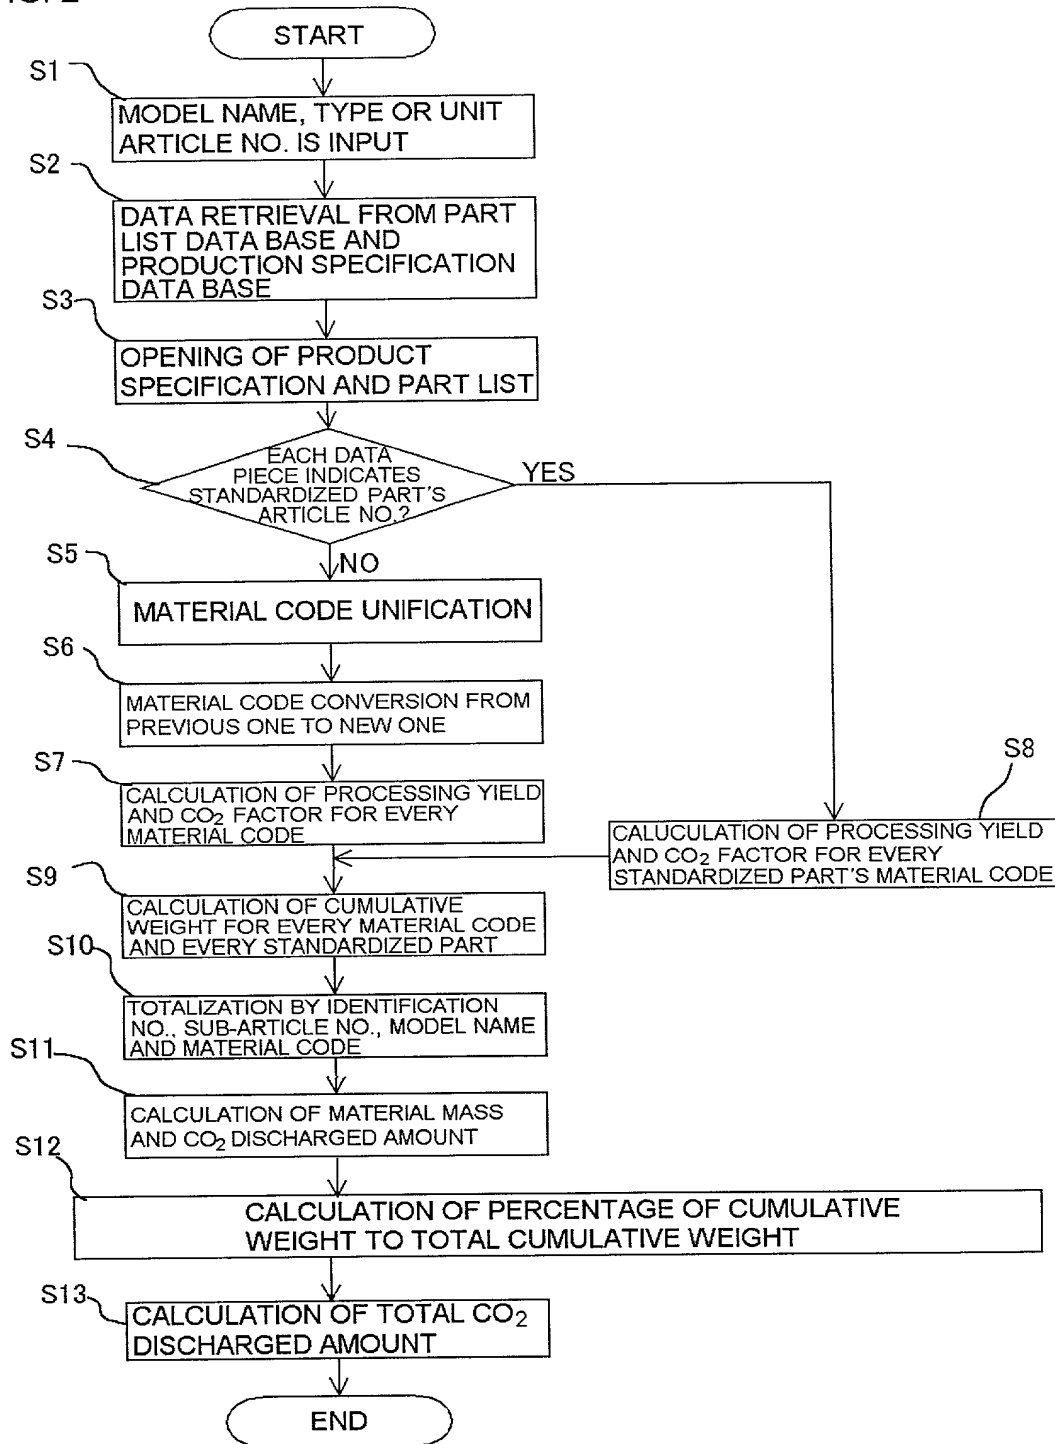 START
S1
MODEL NAME, TYPE OR UNIT
ARTICLE NO. IS INPUT
S2
DATA RETRIEVAL FROM PART
LIST DATA BASE AND
PRODUCTION SPECIFICATION
DATA BASE
S3
OPENING OF PRODUCT
SPECIFICATION AND PART LIST
S4
EACH DATA
PIECE INDICATES
STANDARDIZED PART'S
ARTICLE NO.?
YES
NO
S5
MATERIAL CODE UNIFICATION
S6
MATERIAL CODE CONVERSION FROM
PREVIOUS ONE TO NEW ONE
S7
CALCULATION OF PROCESSING YIELD
AND CO2 FACTOR FOR EVERY
MATERIAL CODE
S8
CALUCULATION OF PROCESSING YIELD
AND CO2 FACTOR FOR EVERY
STANDARDIZED PART'S MATERIAL CODE
S9
CALCULATION OF CUMULATIVE
WEIGHT FOR EVERY MATERIAL CODE
AND EVERY STANDARDIZED PART
S10
TOTALIZATION BY IDENTIFICATION
NO., SUB-ARTICLE NO., MODEL NAME
AND MATERIAL CODE
S11
CALCULATION OF MATERIAL MASS
AND CO2 DISCHARGED AMOUNT
S12
CALCULATION OF PERCENTAGE OF CUMULATIVE
WEIGHT TO TOTAL CUMULATIVE WEIGHT
S13
CALCULATION OF TOTAL CO2
DISCHARGED AMOUNT
END